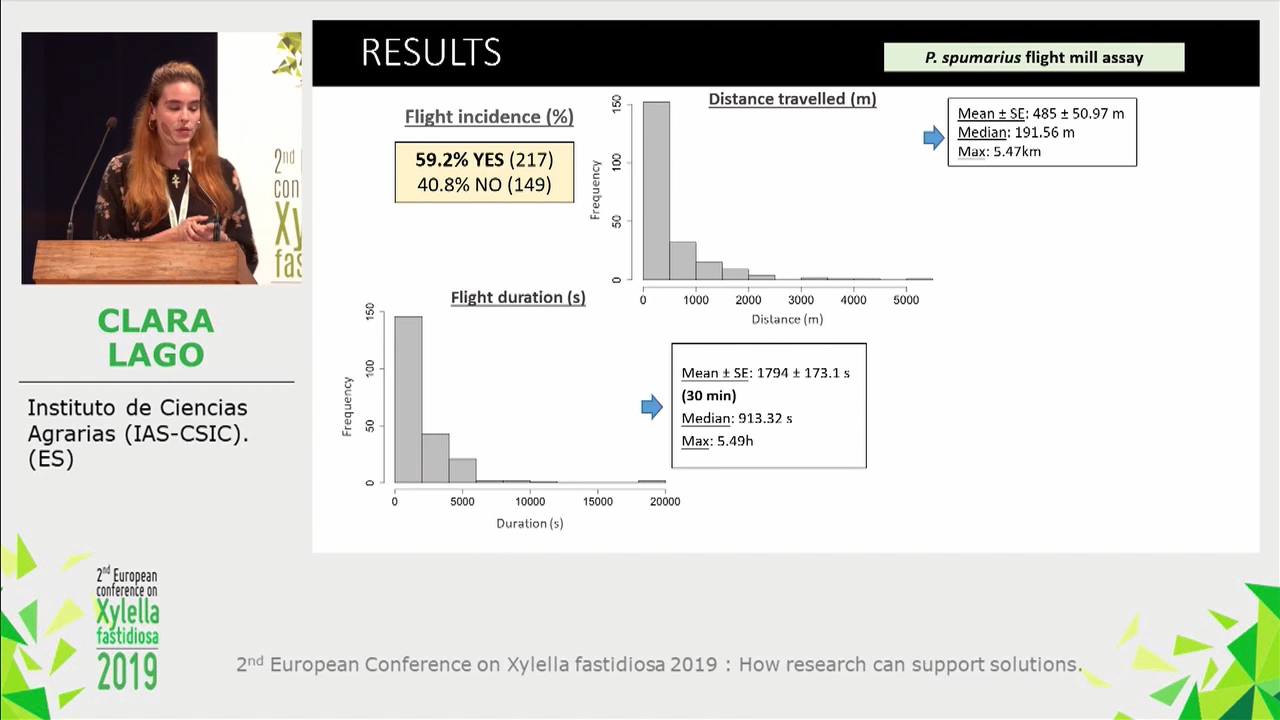 RESULTS
P. spumarius flight mill assay
Flight incidence (%)
59.2% YES (217)
40.8% NO (149)
Distance travelled (m)
Frequency
0
50
100
150
0
1000
2000
3000
4000
5000
Distance (m)
Mean ± SE: 485 ± 50.97 m
Median: 191.56 m
Max: 5.47km
Flight duration (s)
Frequency
0
50
100
150
0
5000
10000
15000
20000
Duration (s)
Mean ± SE: 1794 ± 173.1 s
(30 min)
Median: 913.32 s
Max: 5.49h
2nd
con
Xy
fas
CLARA
LAGO
Instituto de Ciencias
Agrarias (IAS-CSIC).
(ES)
2nd European
conference on
Xylella
fastidiosa
2019
2nd European Conference on Xylella fastidiosa 2019 : How research can support solutions.